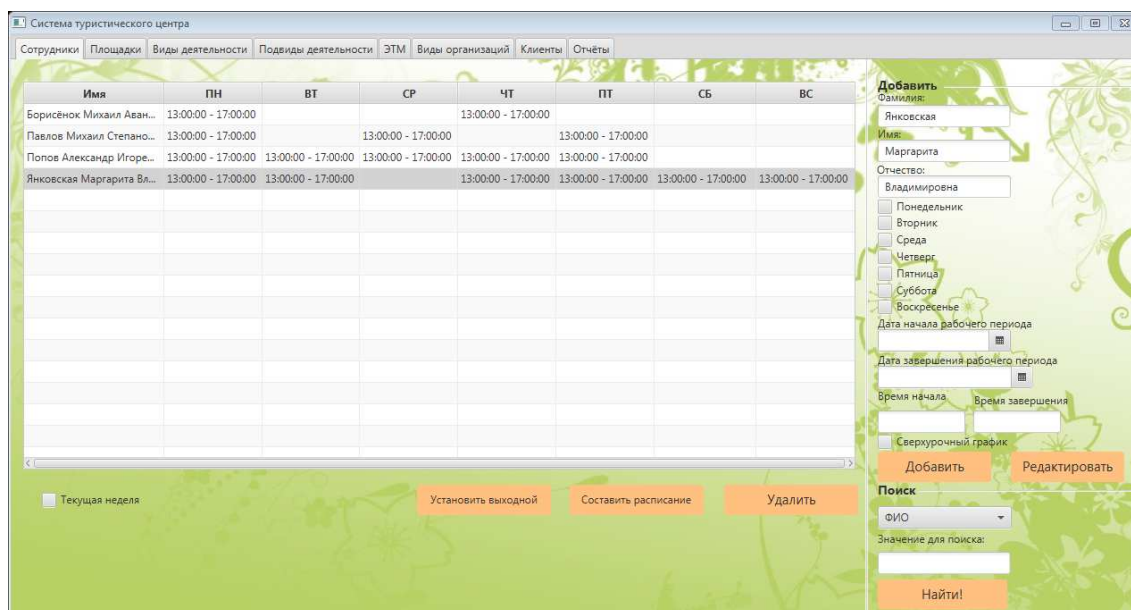 Система туристического центра
Сотрудники Площадки Виды деятельности Подвиды деятельности ЭТМ Виды организаций Клиенты Отчёты
Имя ПН ВТ СР ЧТ ПТ СБ ВС
Борисёнок Михаил Аван... 13:00:00 - 17:00:00 13:00:00 - 17:00:00
Павлов Михаил Степано... 13:00:00 - 17:00:00 13:00:00 - 17:00:00 13:00:00 - 17:00:00
Попов Александр Игоре... 13:00:00 - 17:00:00 13:00:00 - 17:00:00 13:00:00 - 17:00:00 13:00:00 - 17:00:00 13:00:00 - 17:00:00
Янковская Маргарита Вл... 13:00:00 - 17:00:00 13:00:00 - 17:00:00 13:00:00 - 17:00:00 13:00:00 - 17:00:00 13:00:00 - 17:00:00 13:00:00 - 17:00:00
Текущая неделя
Установить выходной
Составить расписание
Удалить
Добавить
Фамилия:
Янковская
Имя:
Маргарита
Отчество:
Владимировна
Понедельник
Вторник
Среда
Четверг
Пятница
Суббота
Воскресенье
Дата начала рабочего периода
Дата завершения рабочего периода
Время начала Время завершения
Сверхурочный график
Добавить Редактировать
Поиск
ФИО
Значение для поиска:
Найти!